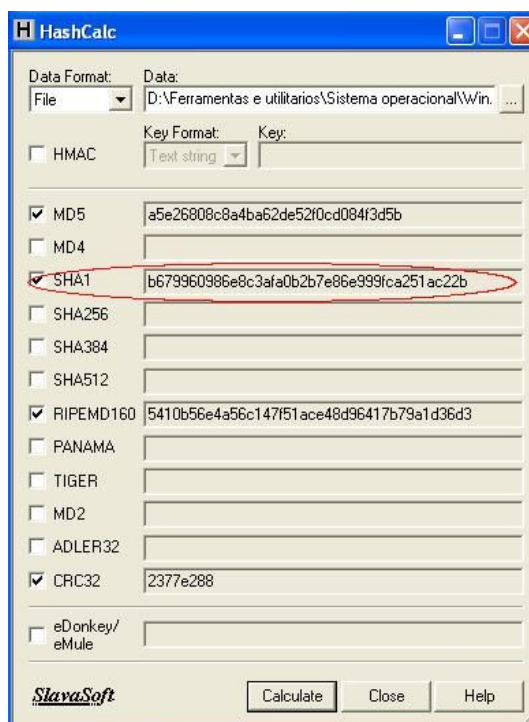 HashCalc
Data Format: Data:
File D:\Ferramentas e utilitarios\Sistema operacional\Win. ...
Key Format: Key:
HMAC Text string
MD5 a5e26808c8a4ba62de52f0cd084f3d5b
MD4
SHA1 b679960986e8c3afa0b2b7e86e999fca251ac22b
SHA256
SHA384
SHA512
RIPEMD160 5410b56e4a56c147f51ace48d96417b79a1d36d3
PANAMA
TIGER
MD2
ADLER32
CRC32 2377e288
eDonkey/
eMule
SlavaSoft Calculate Close Help